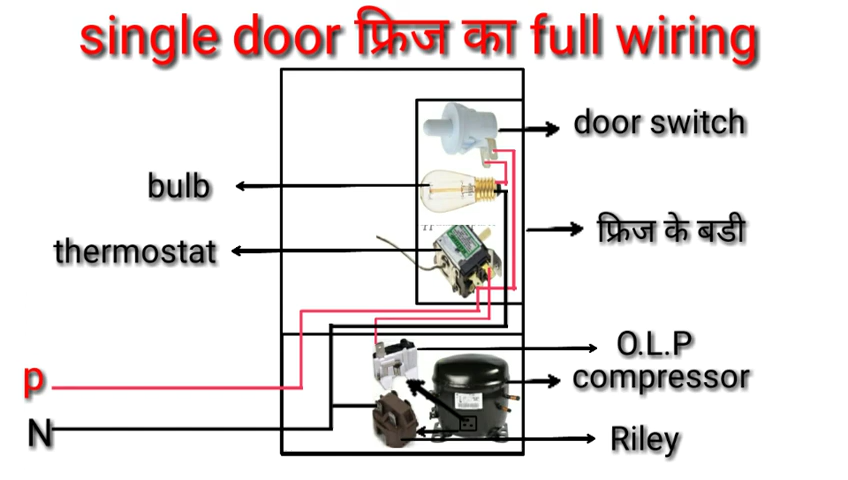 single door फ्रिज का full wiring
door switch
bulb
फ्रिज के बडी
thermostat
O.L.P
compressor
p
N
Riley